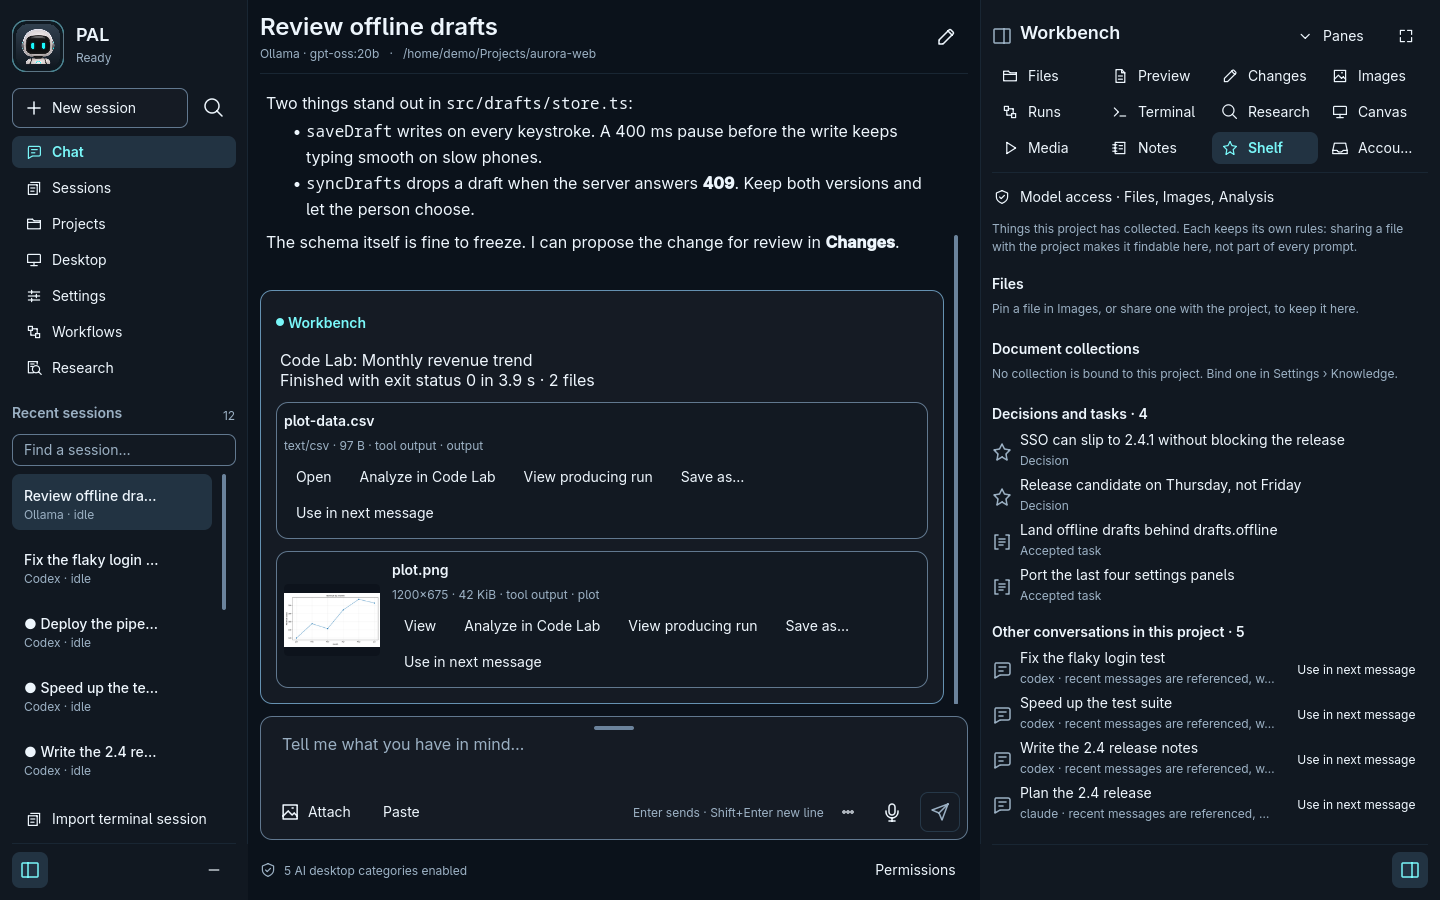 PAL
Ready
New session
Chat
Sessions
Projects
Desktop
Settings
Workflows
Research
Recent sessions
12
Find a session...
Review offline dra...
Ollama · idle
Fix the flaky login ...
Codex · idle
Deploy the pipe...
Codex · idle
Speed up the te...
Codex · idle
Write the 2.4 re...
Codex · idle
Import terminal session
Review offline drafts
Ollama · gpt-oss:20b · /home/demo/Projects/aurora-web
Two things stand out in src/drafts/store.ts:
• saveDraft writes on every keystroke. A 400 ms pause before the write keeps
typing smooth on slow phones.
• syncDrafts drops a draft when the server answers 409. Keep both versions and
let the person choose.
The schema itself is fine to freeze. I can propose the change for review in Changes.
Workbench
Code Lab: Monthly revenue trend
Finished with exit status 0 in 3.9 s · 2 files
plot-data.csv
text/csv · 97 B · tool output · output
Open Analyze in Code Lab View producing run Save as...
Use in next message
plot.png
1200×675 · 42 KiB · tool output · plot
View Analyze in Code Lab View producing run Save as...
Use in next message
Tell me what you have in mind...
Attach Paste Enter sends · Shift+Enter new line
5 AI desktop categories enabled
Permissions
Workbench
Panes
Files Preview Changes Images
Runs Terminal Research Canvas
Media Notes Shelf Accou...
Model access · Files, Images, Analysis
Things this project has collected. Each keeps its own rules: sharing a file
with the project makes it findable here, not part of every prompt.
Files
Pin a file in Images, or share one with the project, to keep it here.
Document collections
No collection is bound to this project. Bind one in Settings › Knowledge.
Decisions and tasks · 4
SSO can slip to 2.4.1 without blocking the release
Decision
Release candidate on Thursday, not Friday
Decision
Land offline drafts behind drafts.offline
Accepted task
Port the last four settings panels
Accepted task
Other conversations in this project · 5
Fix the flaky login test
codex · recent messages are referenced, w...
Use in next message
Speed up the test suite
codex · recent messages are referenced, w...
Use in next message
Write the 2.4 release notes
codex · recent messages are referenced, w...
Use in next message
Plan the 2.4 release
claude · recent messages are referenced, ...
Use in next message